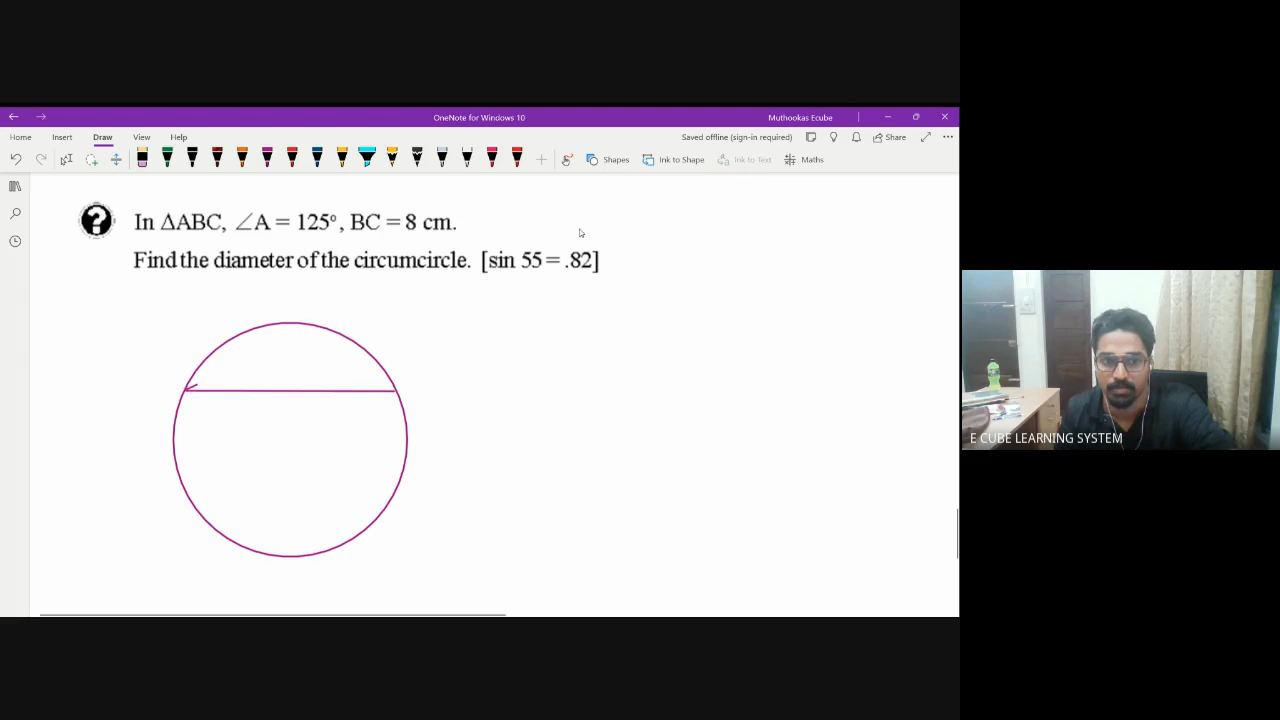 OneNote for Windows 10
Muthookas Ecube
Home Insert Draw View Help
Saved offline (sign-in required)
Share
Shapes
Ink to Shape
Ink to Text
Maths
?
In ΔABC, ∠A = 125°, BC = 8 cm.
Find the diameter of the circumcircle. [sin 55 = .82]
E CUBE LEARNING SYSTEM